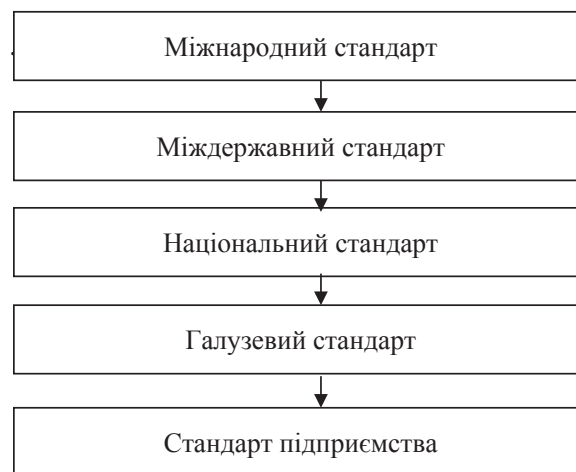 Міжнародний стандарт
Міждержавний стандарт
Національний стандарт
Галузевий стандарт
Стандарт підприємства